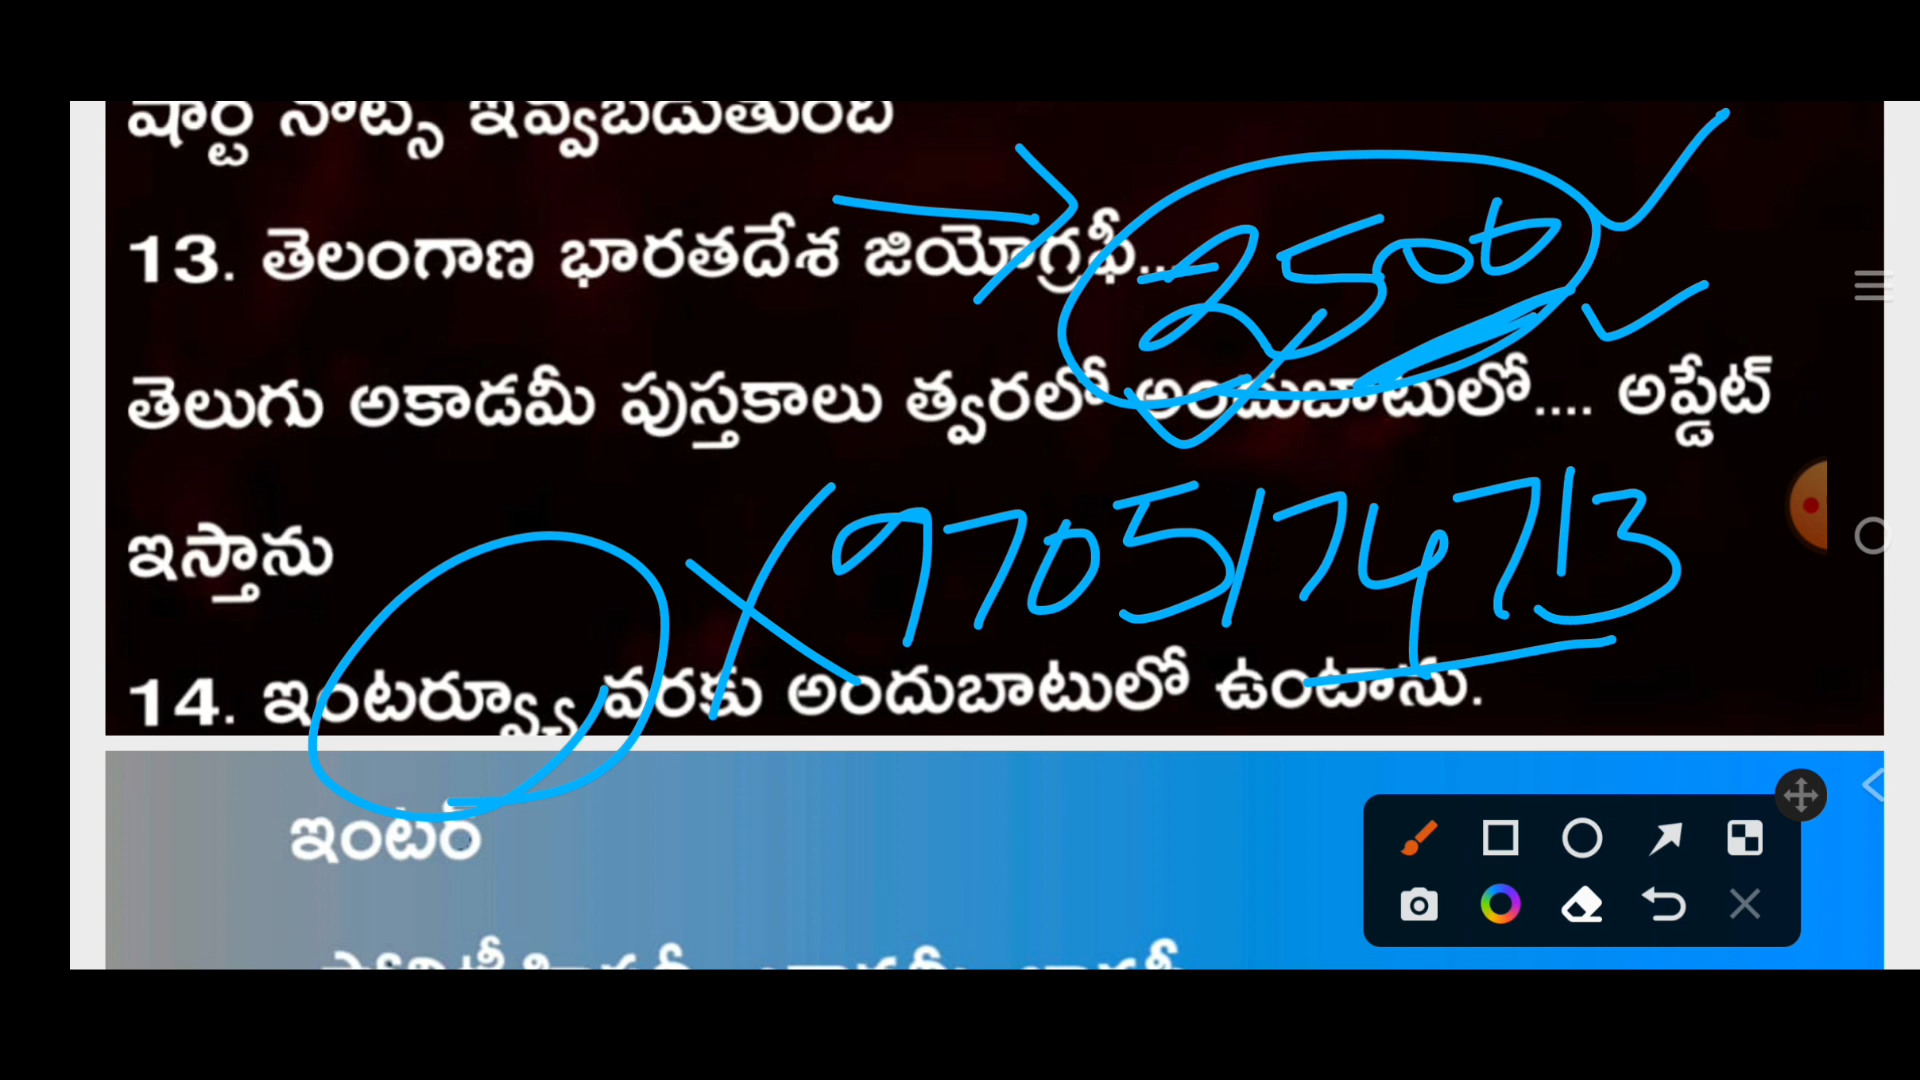 షార్ట్ నోట్స్ ఇవ్వబడుతుంది
13. తెలంగాణ భారతదేశ జియోగ్రఫీ...
2500
తెలుగు అకాడమీ పుస్తకాలు త్వరలో అందుబాటులో.... అప్డేట్
ఇస్తాను
9705174713
14. ఇంటర్వ్యూ వరకు అందుబాటులో ఉంటాను.
ఇంటర్